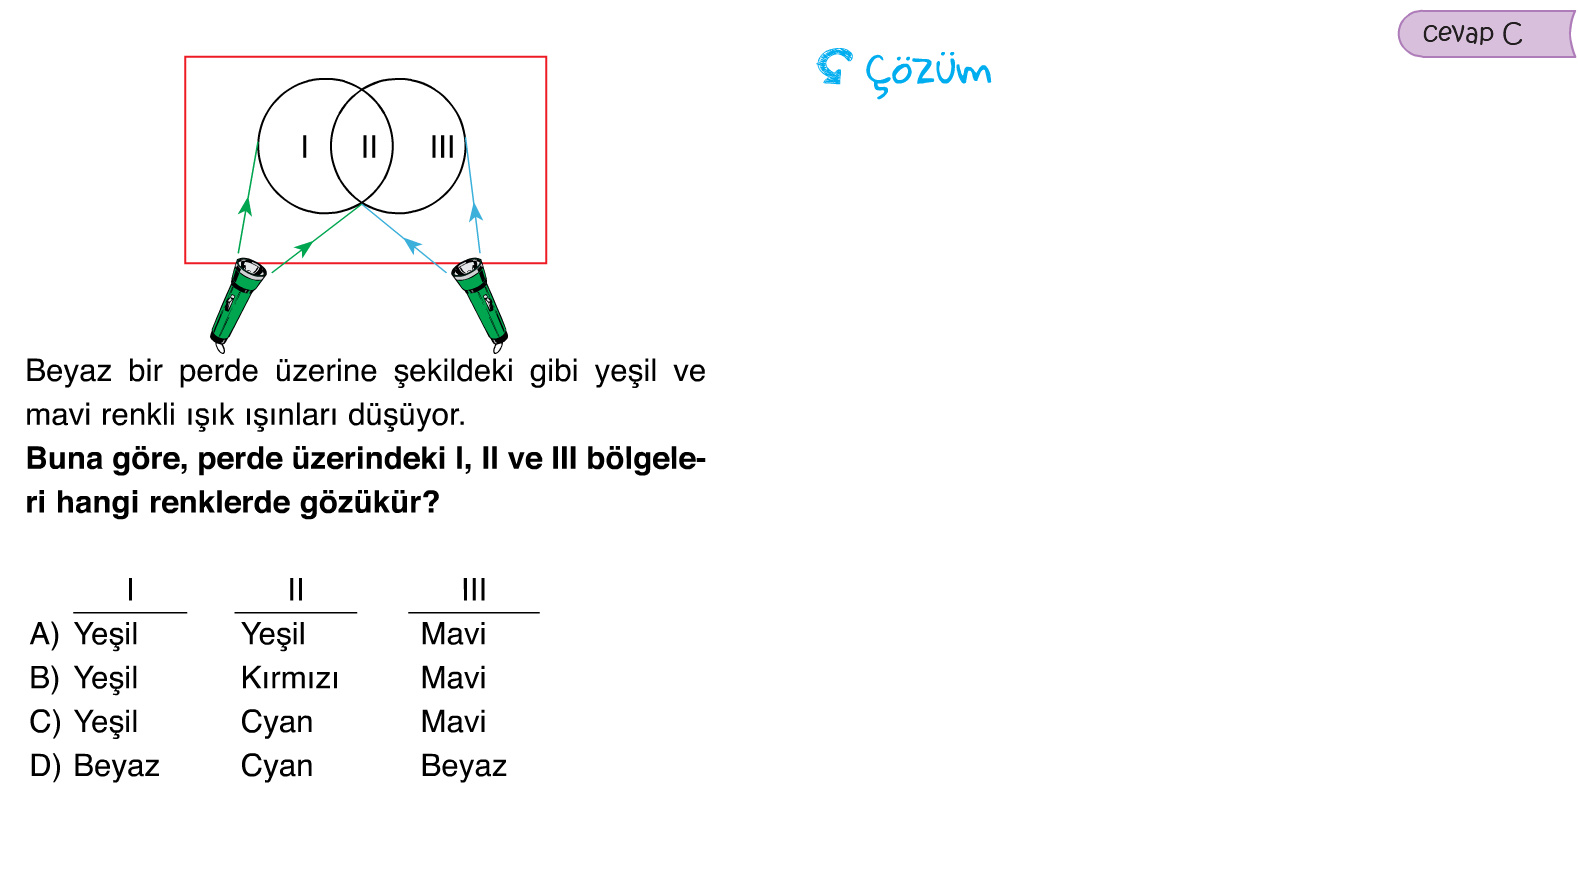 cevap C
Çözüm
I II III
Beyaz bir perde üzerine şekildeki gibi yeşil ve
mavi renkli ışık ışınları düşüyor.
Buna göre, perde üzerindeki I, II ve III bölgele-
ri hangi renklerde gözükür?
I II III
A) Yeşil Yeşil Mavi
B) Yeşil Kırmızı Mavi
C) Yeşil Cyan Mavi
D) Beyaz Cyan Beyaz